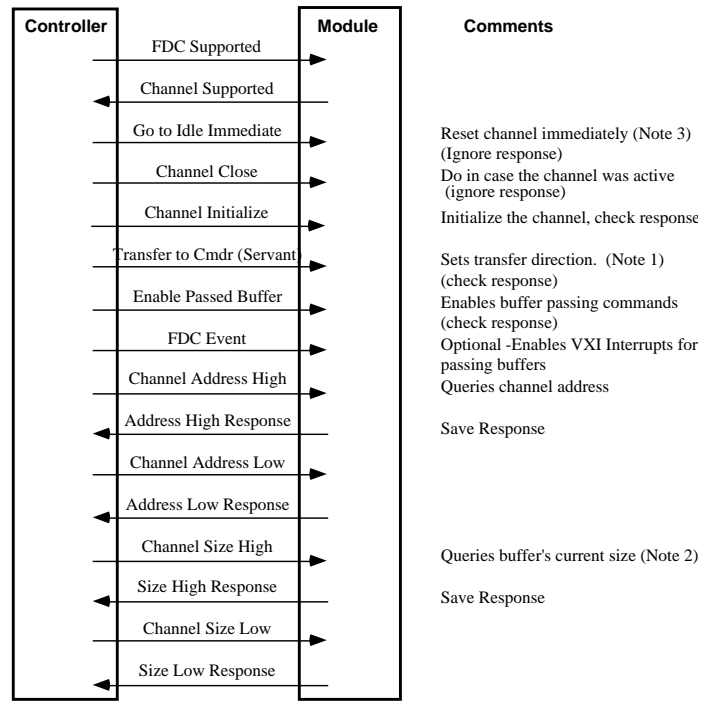 Controller Module Comments
FDC Supported
Channel Supported
Go to Idle Immediate
Reset channel immediately (Note 3)
(Ignore response)
Channel Close
Do in case the channel was active
(ignore response)
Channel Initialize
Initialize the channel, check response
Transfer to Cmdr (Servant)
Sets transfer direction. (Note 1)
(check response)
Enable Passed Buffer
Enables buffer passing commands
(check response)
FDC Event
Optional -Enables VXI Interrupts for
passing buffers
Channel Address High
Queries channel address
Address High Response
Save Response
Channel Address Low
Address Low Response
Channel Size High
Queries buffer's current size (Note 2)
Size High Response
Save Response
Channel Size Low
Size Low Response